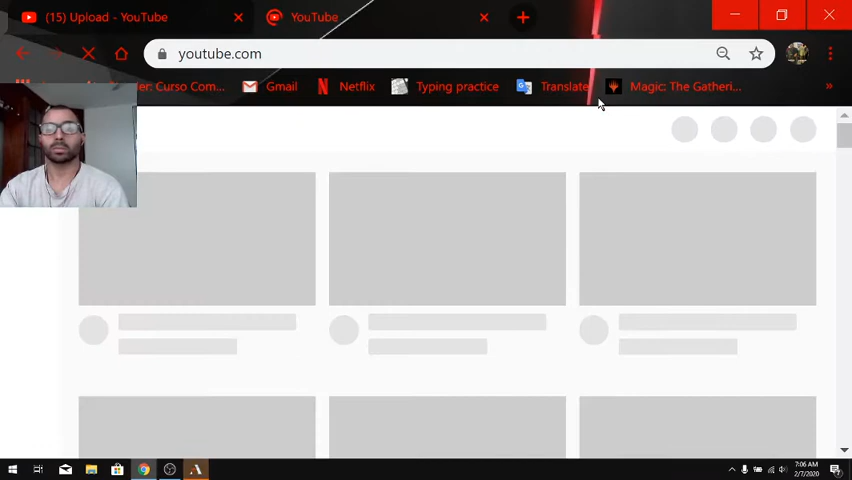 (15) Upload - YouTube
YouTube
youtube.com
er: Curso Com...
Gmail
Netflix
Typing practice
Translate
Magic: The Gatheri...
»
7:06 AM
2/7/2020